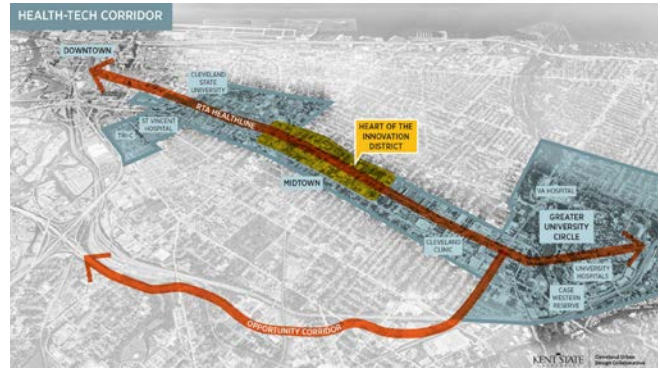 HEALTH-TECH CORRIDOR
DOWNTOWN
CLEVELAND
STATE
UNIVERSITY
RTA HEALTHLINE
ST VINCENT
HOSPITAL
TRI-C
HEART OF THE
INNOVATION
DISTRICT
MIDTOWN
VA HOSPITAL
GREATER
UNIVERSITY
CIRCLE
CLEVELAND
CLINIC
UNIVERSITY
HOSPITALS
CASE
WESTERN
RESERVE
OPPORTUNITY CORRIDOR
KENT STATE
Cleveland Urban
Design Collaborative